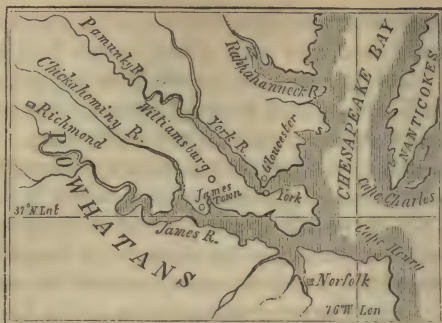 Pamunky R.
Rappahannock R.
CHESAPEAKE BAY
NANTICOKES
Chickahominy R.
Williamsburg
York R.
Gloucester
Richmond
POWHATANS
James Town
York
Cape Charles
37° N Lat
James R.
Cape Henry
Norfolk
76° W Lon